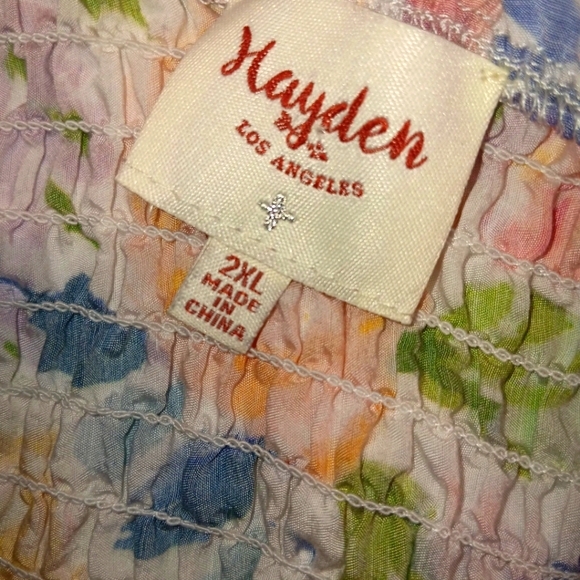 Hayden
LOS ANGELES
2XL
MADE
IN
CHINA